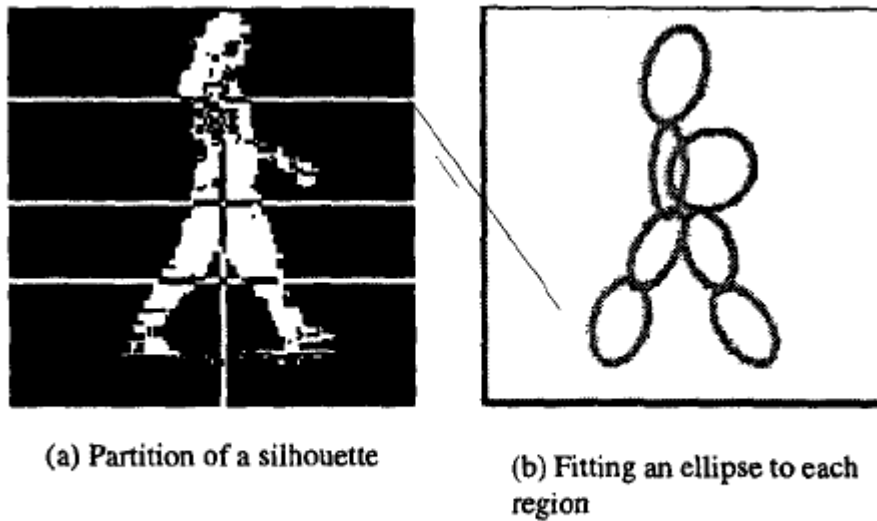 (a) Partition of a silhouette
(b) Fitting an ellipse to each
region